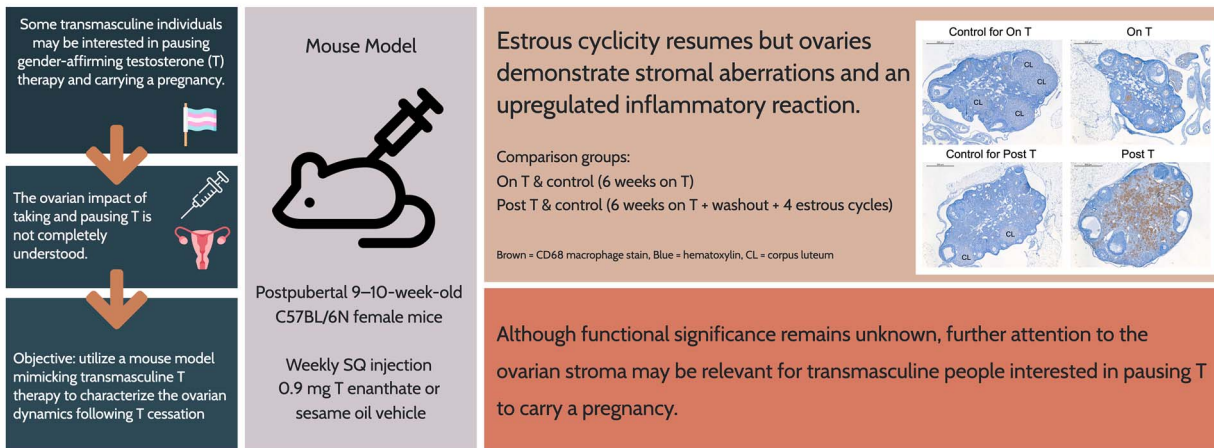 Some transmasculine individuals
may be interested in pausing
gender-affirming testosterone (T)
therapy and carrying a pregnancy.
The ovarian impact of
taking and pausing T is
not completely
understood.
Objective: utilize a mouse model
mimicking transmasculine T
therapy to characterize the ovarian
dynamics following T cessation
Mouse Model
Postpubertal 9–10-week-old
C57BL/6N female mice
Weekly SQ injection
0.9 mg T enanthate or
sesame oil vehicle
Estrous cyclicity resumes but ovaries
demonstrate stromal aberrations and an
upregulated inflammatory reaction.
Comparison groups:
On T & control (6 weeks on T)
Post T & control (6 weeks on T + washout + 4 estrous cycles)
Brown = CD68 macrophage stain, Blue = hematoxylin, CL = corpus luteum
Control for On T
CL
CL
CL
CL
On T
Control for Post T
CL
Post T
Although functional significance remains unknown, further attention to the
ovarian stroma may be relevant for transmasculine people interested in pausing T
to carry a pregnancy.